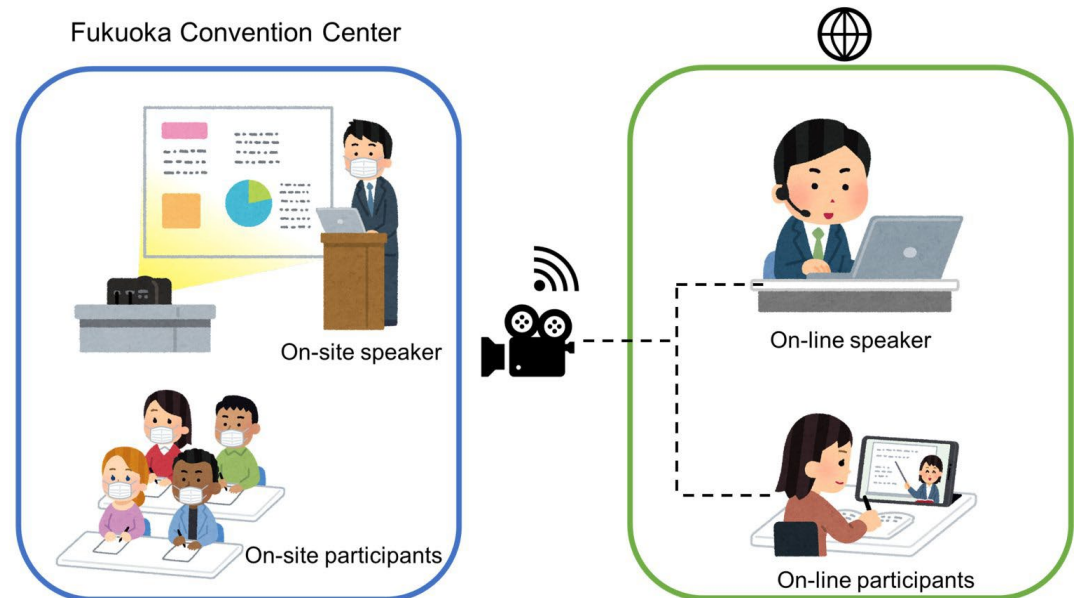 Fukuoka Convention Center
On-site speaker
On-site participants
On-line speaker
On-line participants